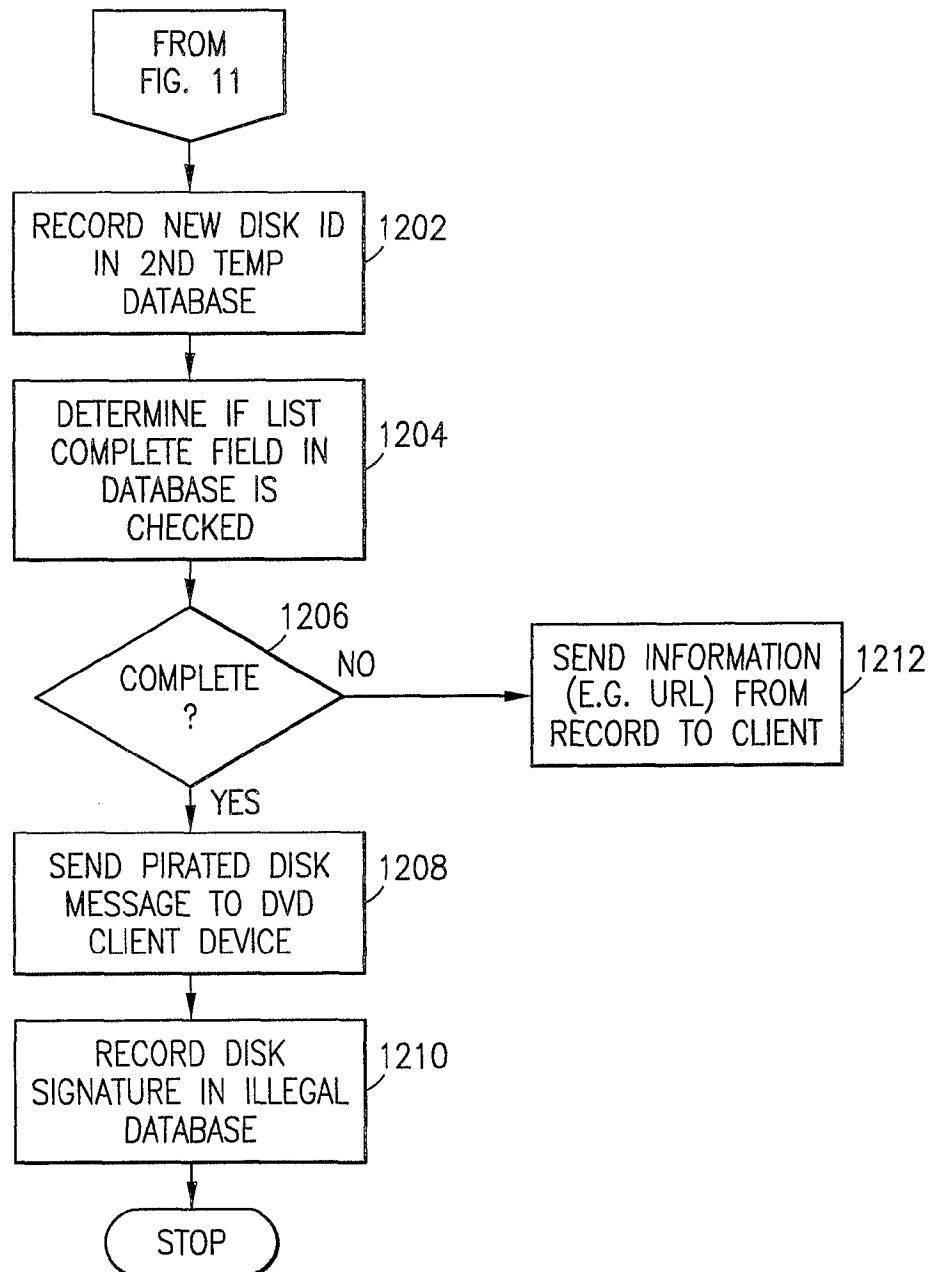 FROM
FIG. 11
RECORD NEW DISK ID
IN 2ND TEMP
DATABASE
1202
DETERMINE IF LIST
COMPLETE FIELD IN
DATABASE IS
CHECKED
1204
1206
COMPLETE
?
NO
SEND INFORMATION
(E.G. URL) FROM
RECORD TO CLIENT
1212
YES
SEND PIRATED DISK
MESSAGE TO DVD
CLIENT DEVICE
1208
RECORD DISK
SIGNATURE IN ILLEGAL
DATABASE
1210
STOP